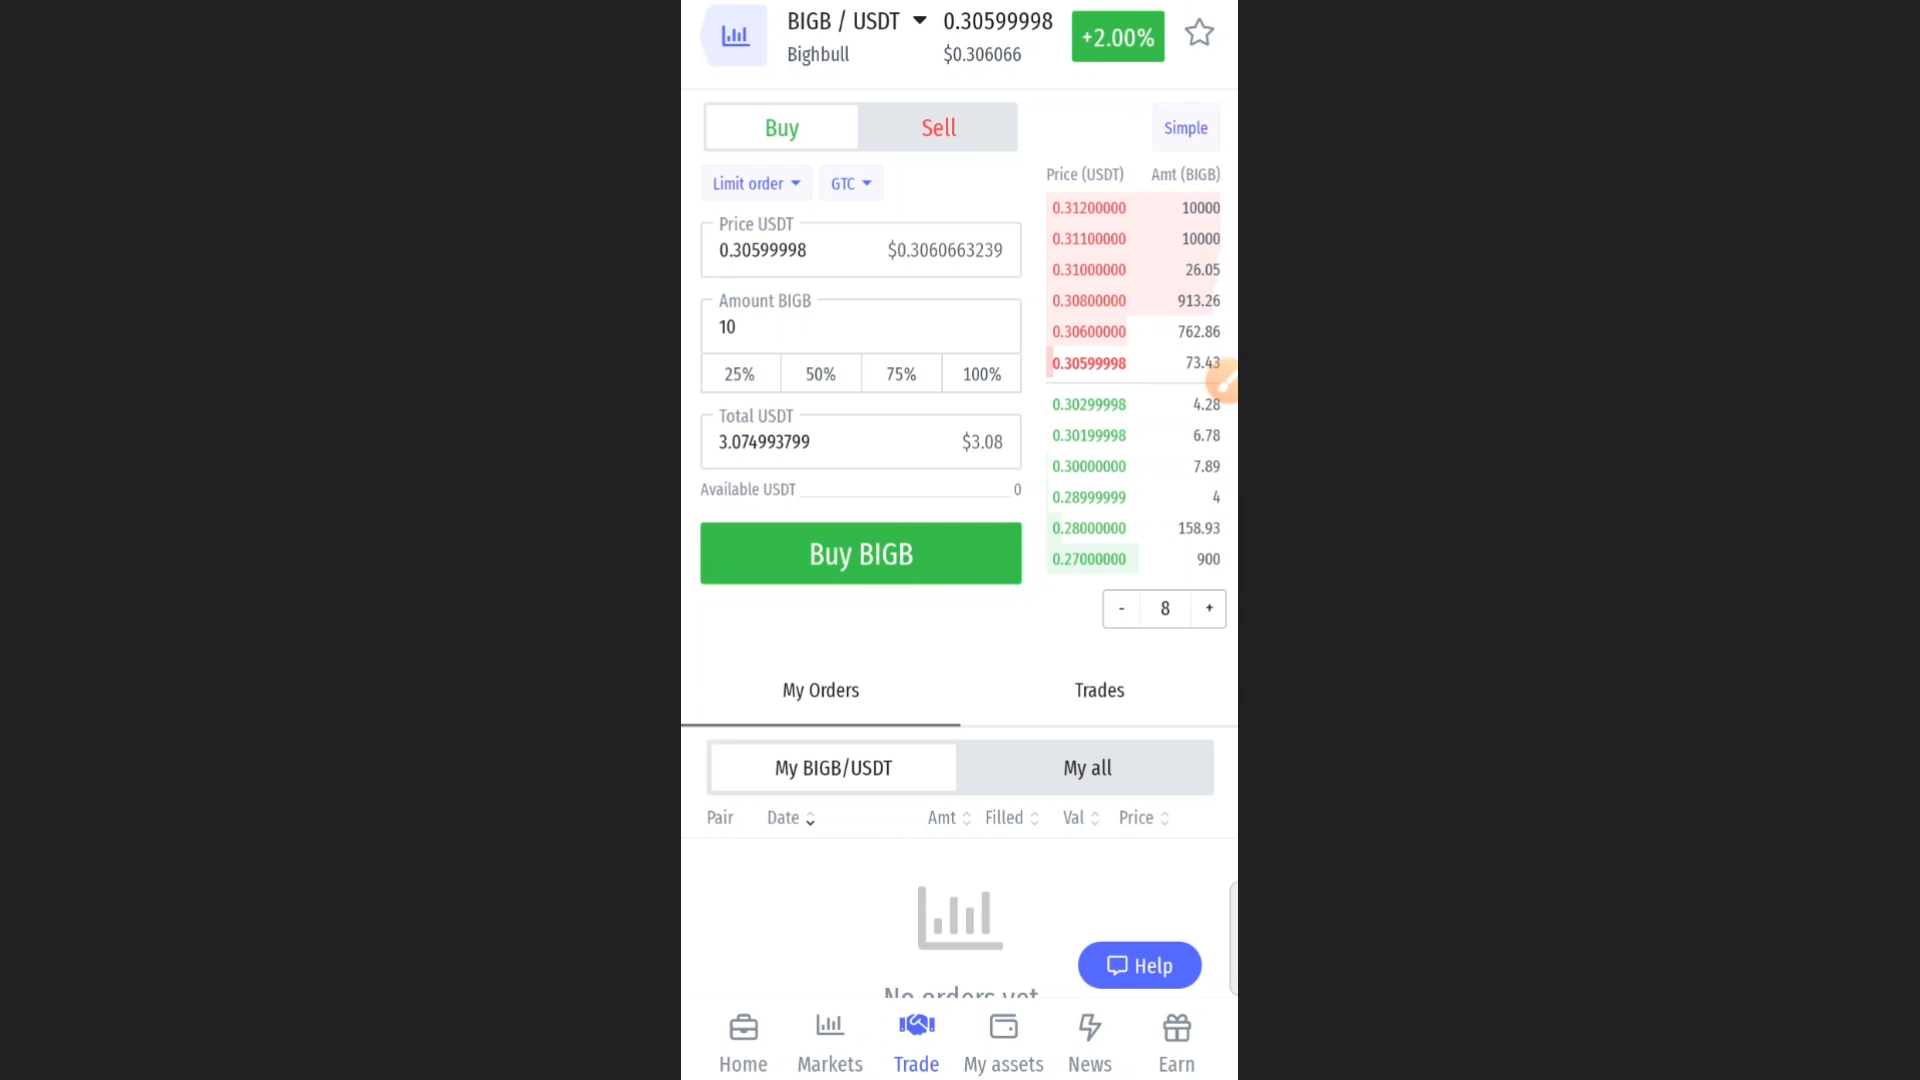 BIGB / USDT 0.30599998 +2.00%
Bighbull $0.306066
Buy Sell Simple
Limit order GTC
Price (USDT) Amt (BIGB)
0.31200000 10000
0.31100000 10000
0.31000000 26.05
0.30800000 913.26
0.30600000 762.86
0.30599998 73.43
0.30299998 4.28
0.30199998 6.78
0.30000000 7.89
0.28999999 4
0.28000000 158.93
0.27000000 900
- 8 +
Price USDT
0.30599998 $0.3060663239
Amount BIGB
10
25% 50% 75% 100%
Total USDT
3.074993799 $3.08
Available USDT 0
Buy BIGB
My Orders Trades
My BIGB/USDT My all
Pair Date Amt Filled Val Price
No orders yet
Help
Home Markets Trade My assets News Earn